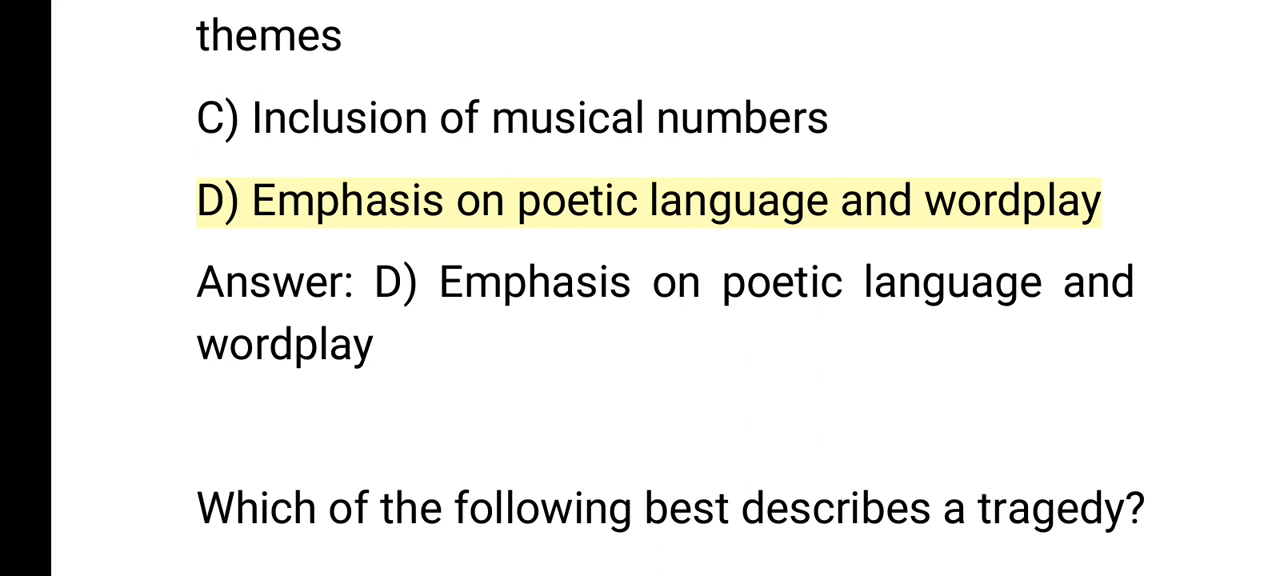 themes
C) Inclusion of musical numbers
D) Emphasis on poetic language and wordplay
Answer: D) Emphasis on poetic language and
wordplay
Which of the following best describes a tragedy?